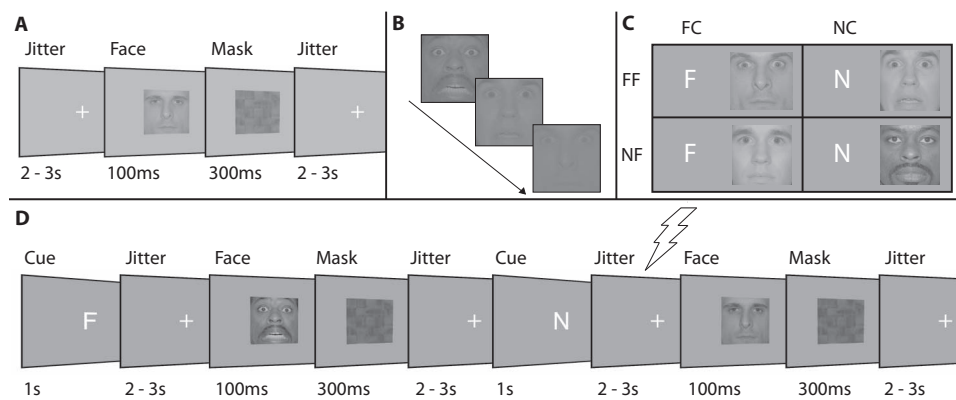 A
Jitter Face Mask Jitter
+ +
2 - 3s 100ms 300ms 2 - 3s
B
C
FC NC
FF F N
NF F N
D
Cue Jitter Face Mask Jitter Cue Jitter Face Mask Jitter
F + + N + +
1s 2 - 3s 100ms 300ms 2 - 3s 1s 2 - 3s 100ms 300ms 2 - 3s